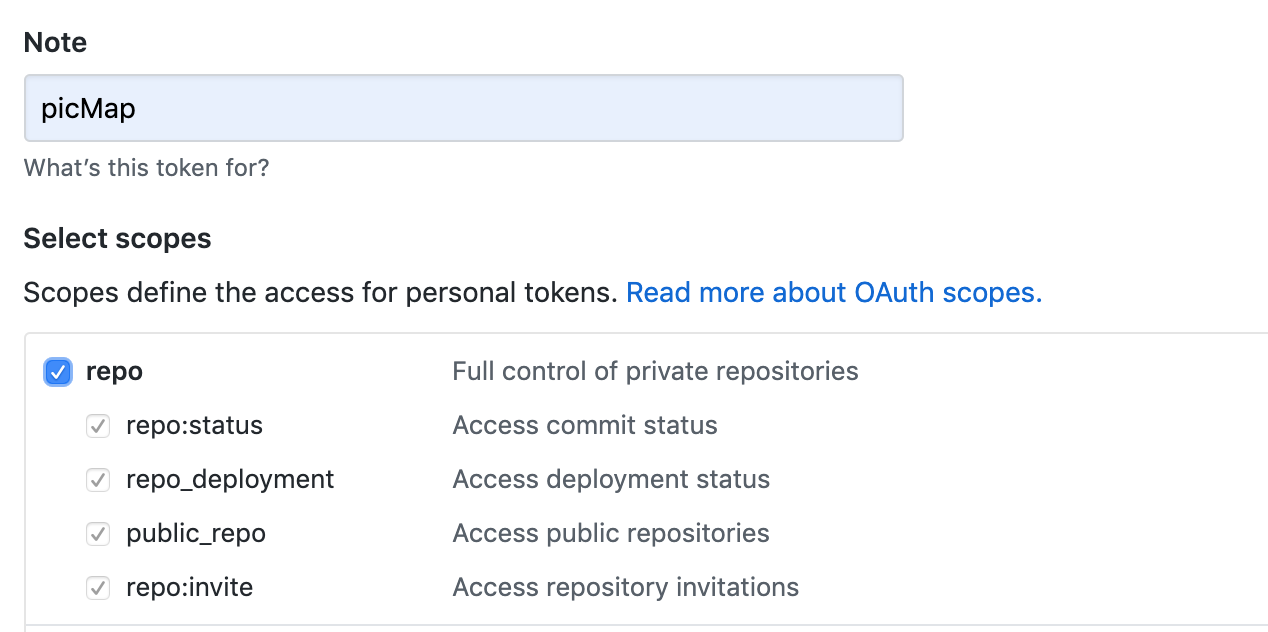 Note
picMap
What's this token for?
Select scopes
Scopes define the access for personal tokens. Read more about OAuth scopes.
repo Full control of private repositories
repo:status Access commit status
repo_deployment Access deployment status
public_repo Access public repositories
repo:invite Access repository invitations